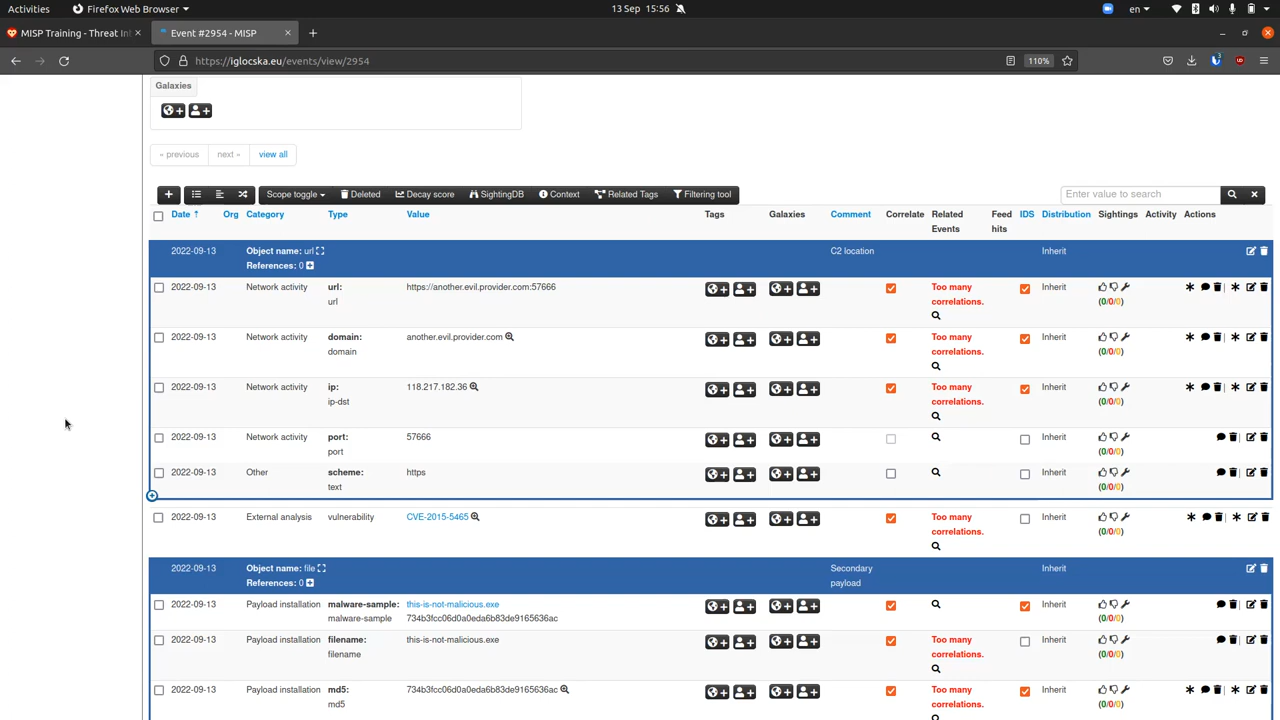 Activities
Firefox Web Browser
13 Sep 15:56
en
MISP Training - Threat In
Event #2954 - MISP
https://iglocska.eu/events/view/2954
110%
Galaxies
« previous next » view all
Scope toggle Deleted Decay score SightingDB Context Related Tags Filtering tool
Enter value to search
Date Org Category Type Value Tags Galaxies Comment Correlate Related Events Feed hits IDS Distribution Sightings Activity Actions
2022-09-13 Object name: url C2 location Inherit
References: 0
2022-09-13 Network activity url: https://another.evil.provider.com:57666 Too many Inherit
url correlations. (0/0/0)
2022-09-13 Network activity domain: another.evil.provider.com Too many Inherit
domain correlations. (0/0/0)
2022-09-13 Network activity ip: 118.217.182.36 Too many Inherit
ip-dst correlations. (0/0/0)
2022-09-13 Network activity port: 57666 Inherit
port (0/0/0)
2022-09-13 Other scheme: https Inherit
text (0/0/0)
2022-09-13 External analysis vulnerability CVE-2015-5465 Too many Inherit
correlations. (0/0/0)
2022-09-13 Object name: file Secondary Inherit
References: 0 payload
2022-09-13 Payload installation malware-sample: this-is-not-malicious.exe Inherit
malware-sample 734b3fcc06d0a0eda6b83de9165636ac (0/0/0)
2022-09-13 Payload installation filename: this-is-not-malicious.exe Too many Inherit
filename correlations. (0/0/0)
2022-09-13 Payload installation md5: 734b3fcc06d0a0eda6b83de9165636ac Too many Inherit
md5 correlations. (0/0/0)